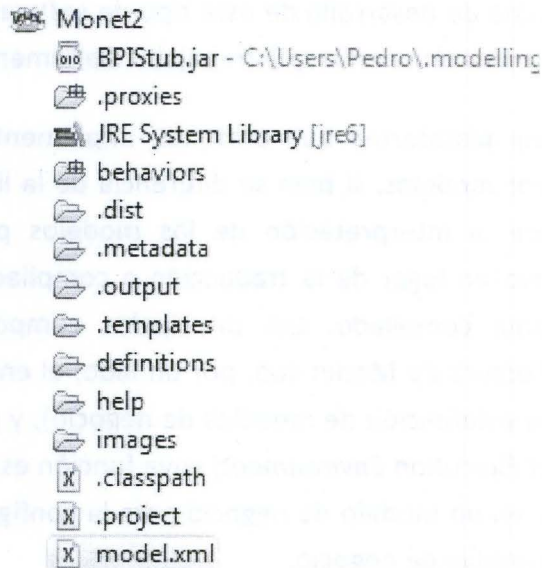 Monet2
BPIStub.jar - C:\Users\Pedro\.modelling
.proxies
JRE System Library [jre6]
behaviors
.dist
.metadata
.output
.templates
definitions
help
images
.classpath
.project
model.xml